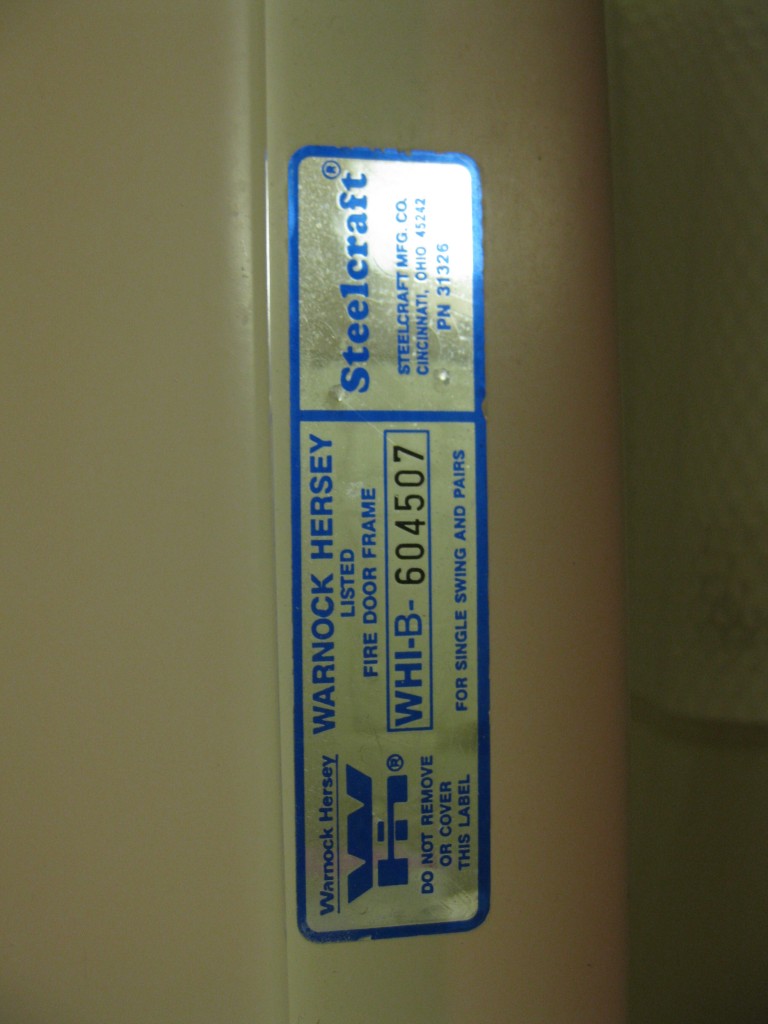 Warnock Hersey
WH®
DO NOT REMOVE
OR COVER
THIS LABEL
WARNOCK HERSEY
LISTED
FIRE DOOR FRAME
WHI-B- 604507
FOR SINGLE SWING AND PAIRS
Steelcraft®
STEELCRAFT MFG. CO.
CINCINNATI, OHIO 45242
PN 31326